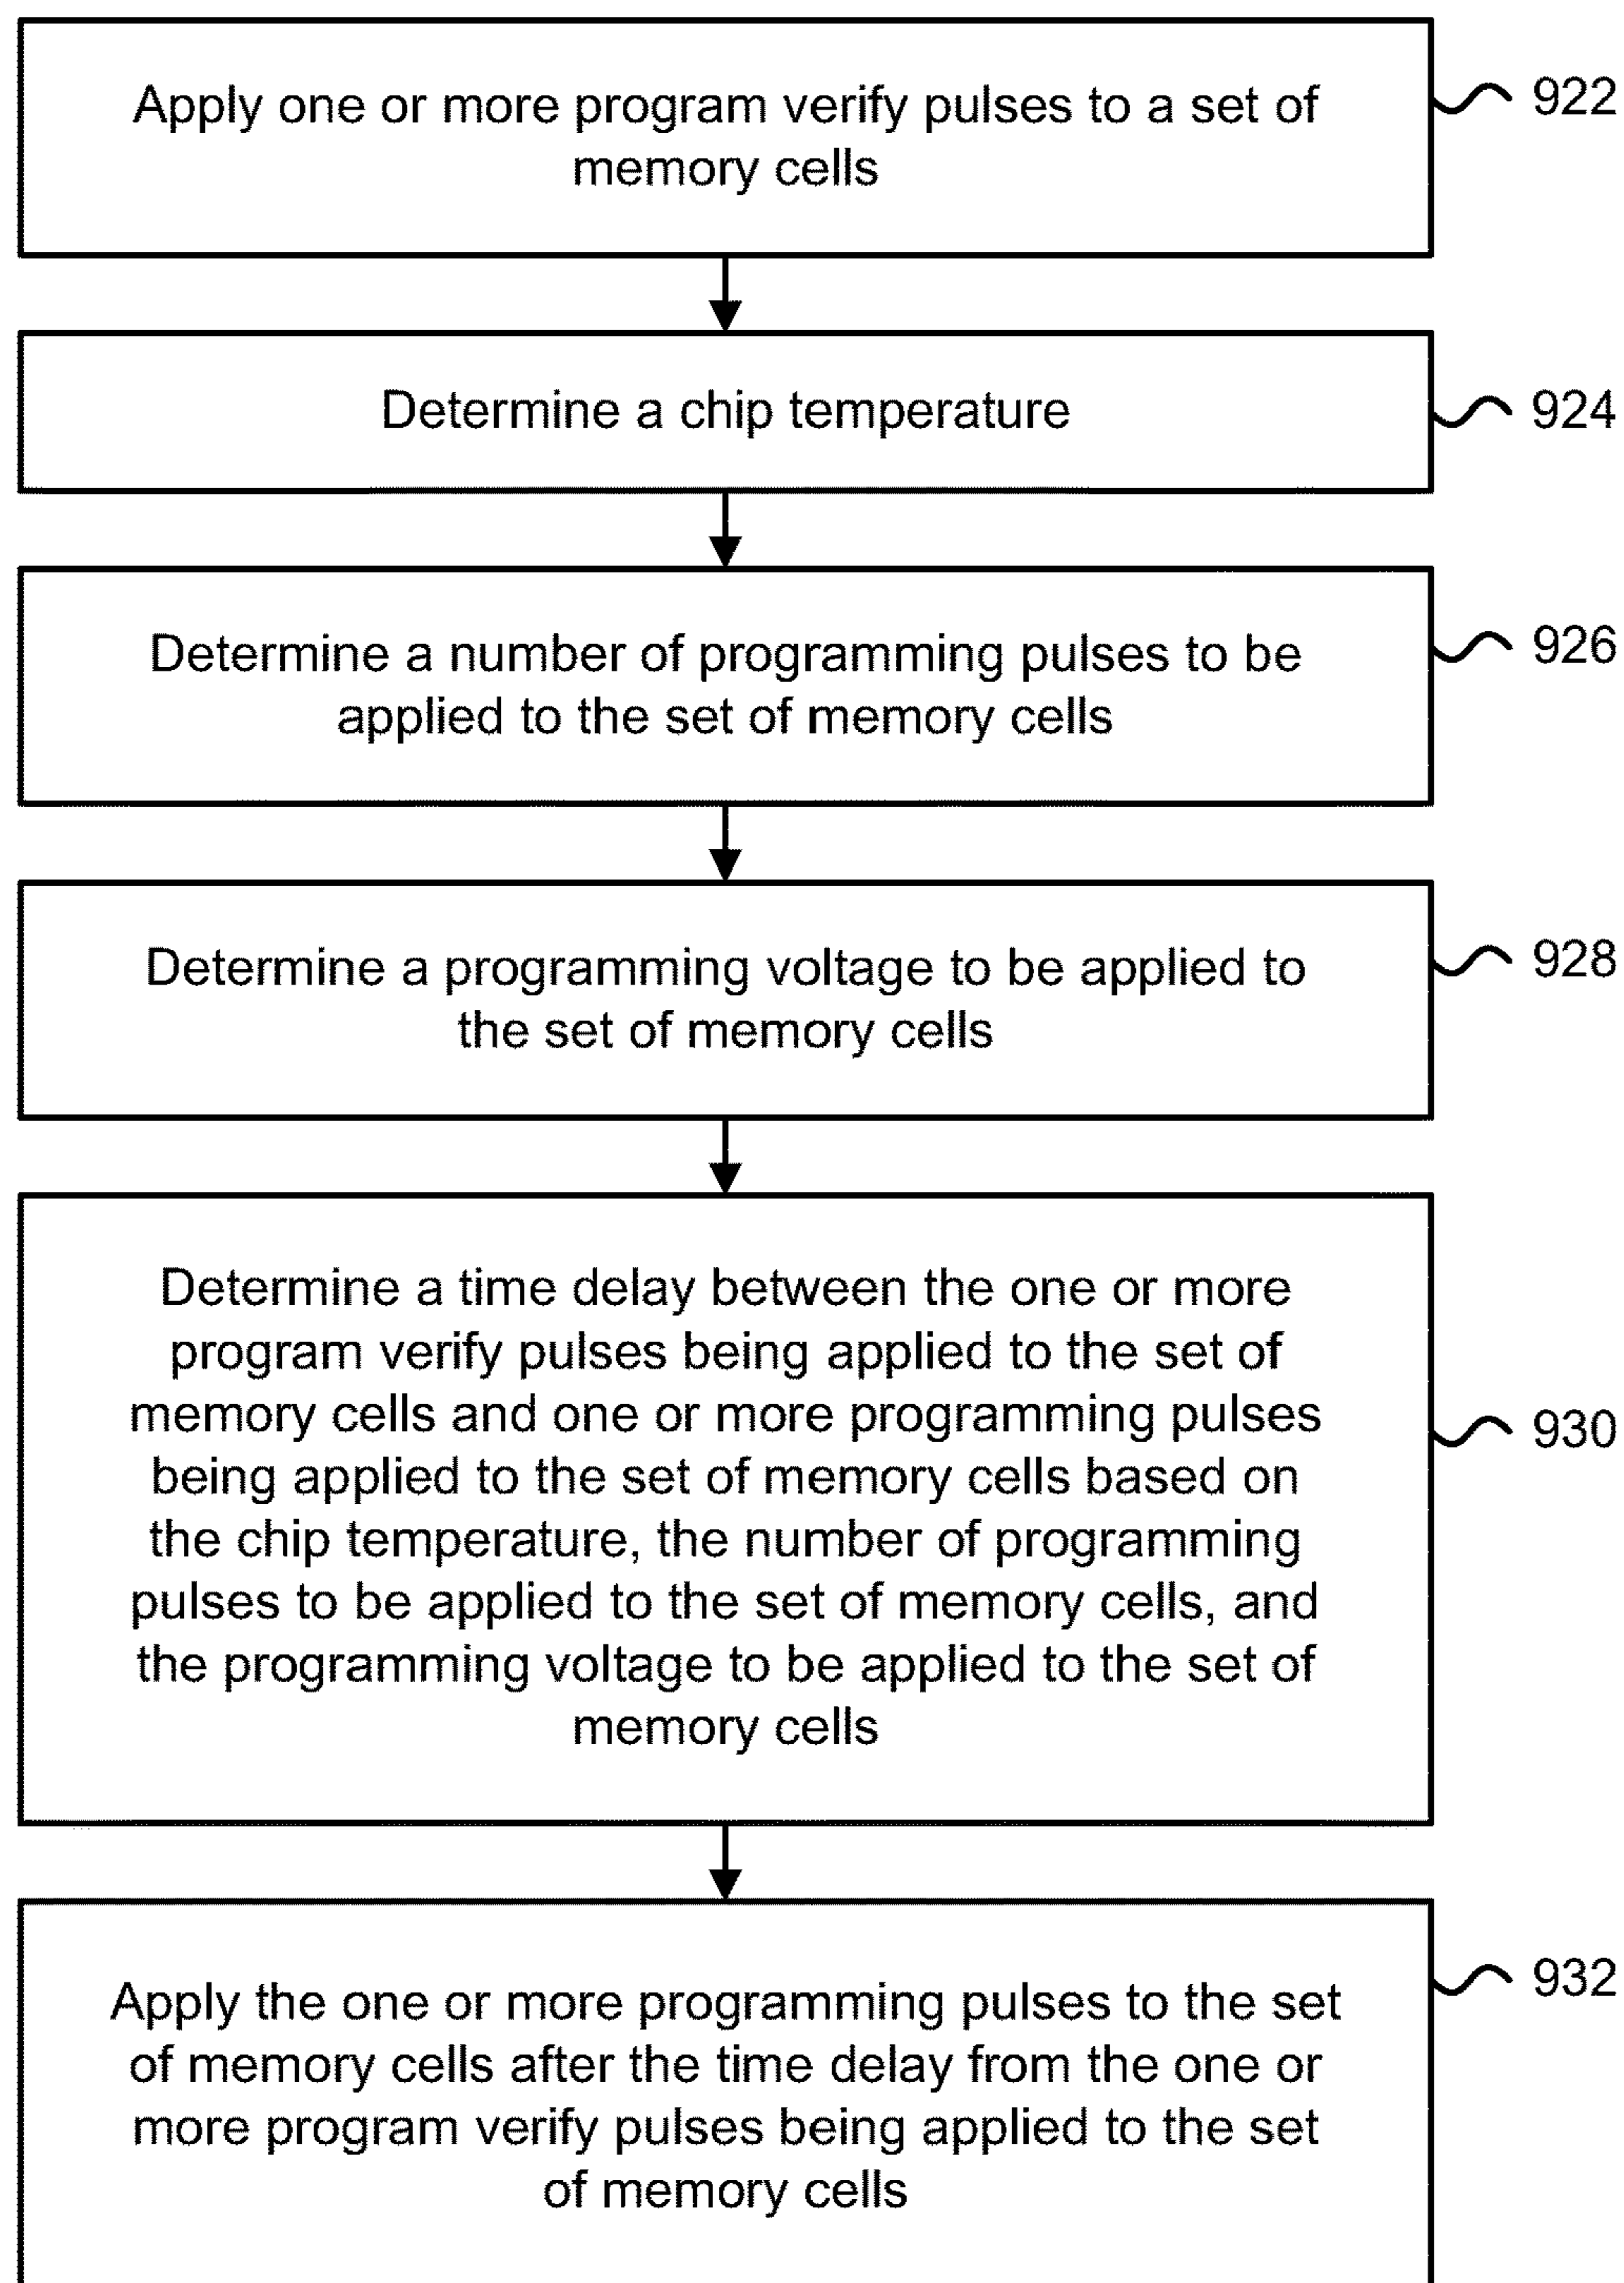 Apply one or more program verify pulses to a set of
memory cells
922
Determine a chip temperature
924
Determine a number of programming pulses to be
applied to the set of memory cells
926
Determine a programming voltage to be applied to
the set of memory cells
928
Determine a time delay between the one or more
program verify pulses being applied to the set of
memory cells and one or more programming pulses
being applied to the set of memory cells based on
the chip temperature, the number of programming
pulses to be applied to the set of memory cells, and
the programming voltage to be applied to the set of
memory cells
930
Apply the one or more programming pulses to the set
of memory cells after the time delay from the one or
more program verify pulses being applied to the set
of memory cells
932